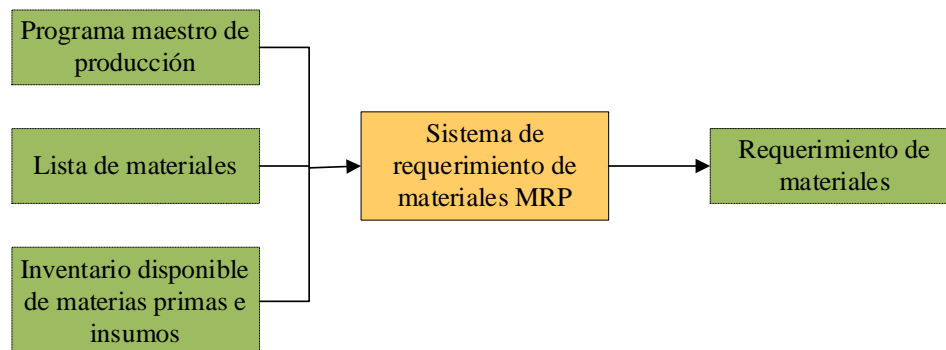 Programa maestro de
producción
Lista de materiales
Inventario disponible
de materias primas e
insumos
Sistema de
requerimiento de
materiales MRP
Requerimiento de
materiales